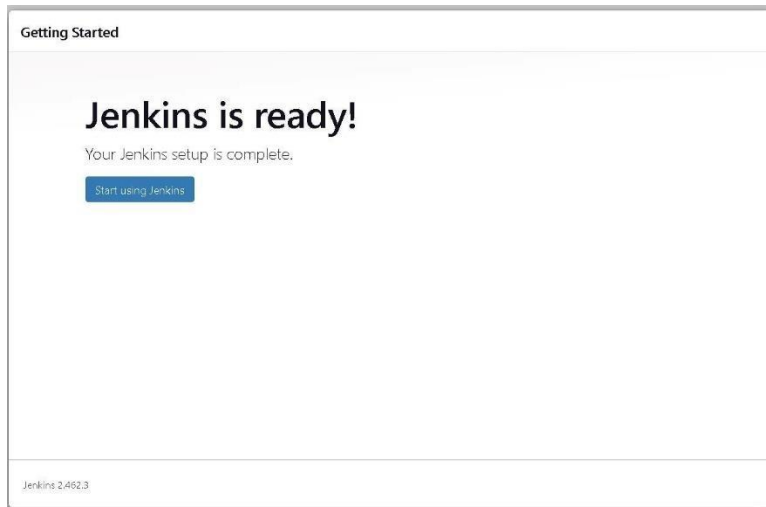 Getting Started
Jenkins is ready!
Your Jenkins setup is complete.
Start using Jenkins
Jenkins 2.462.3